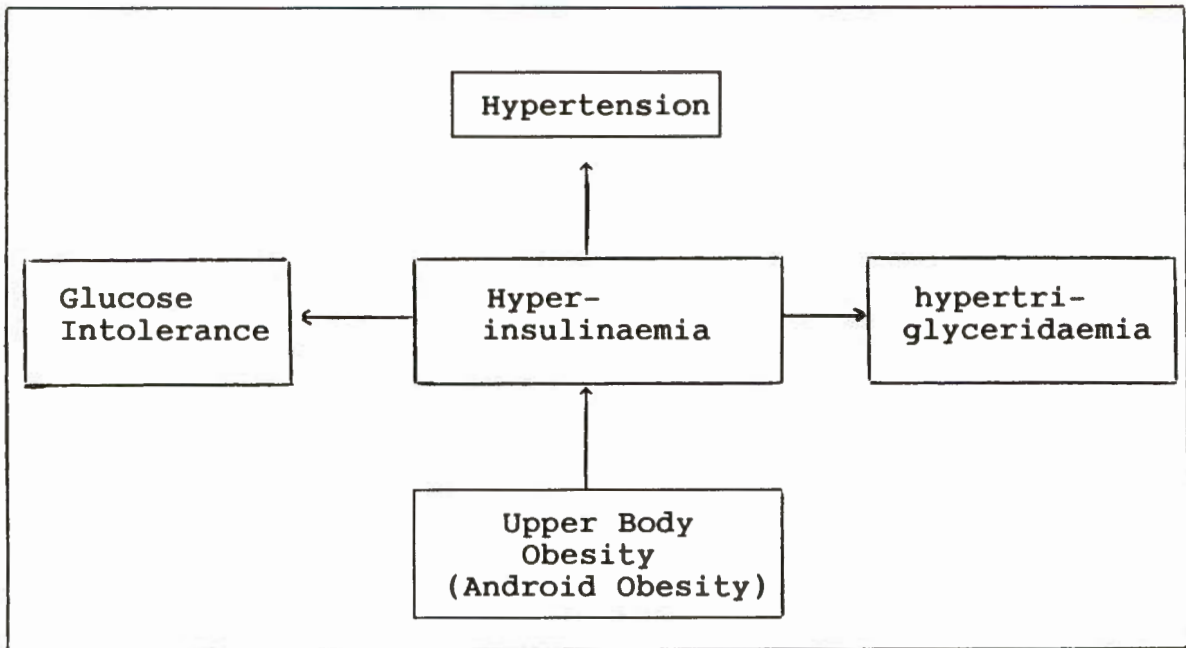 Hypertension
Glucose
Intolerance
Hyper-
insulinaemia
hypertri-
glyceridaemia
Upper Body
Obesity
(Android Obesity)